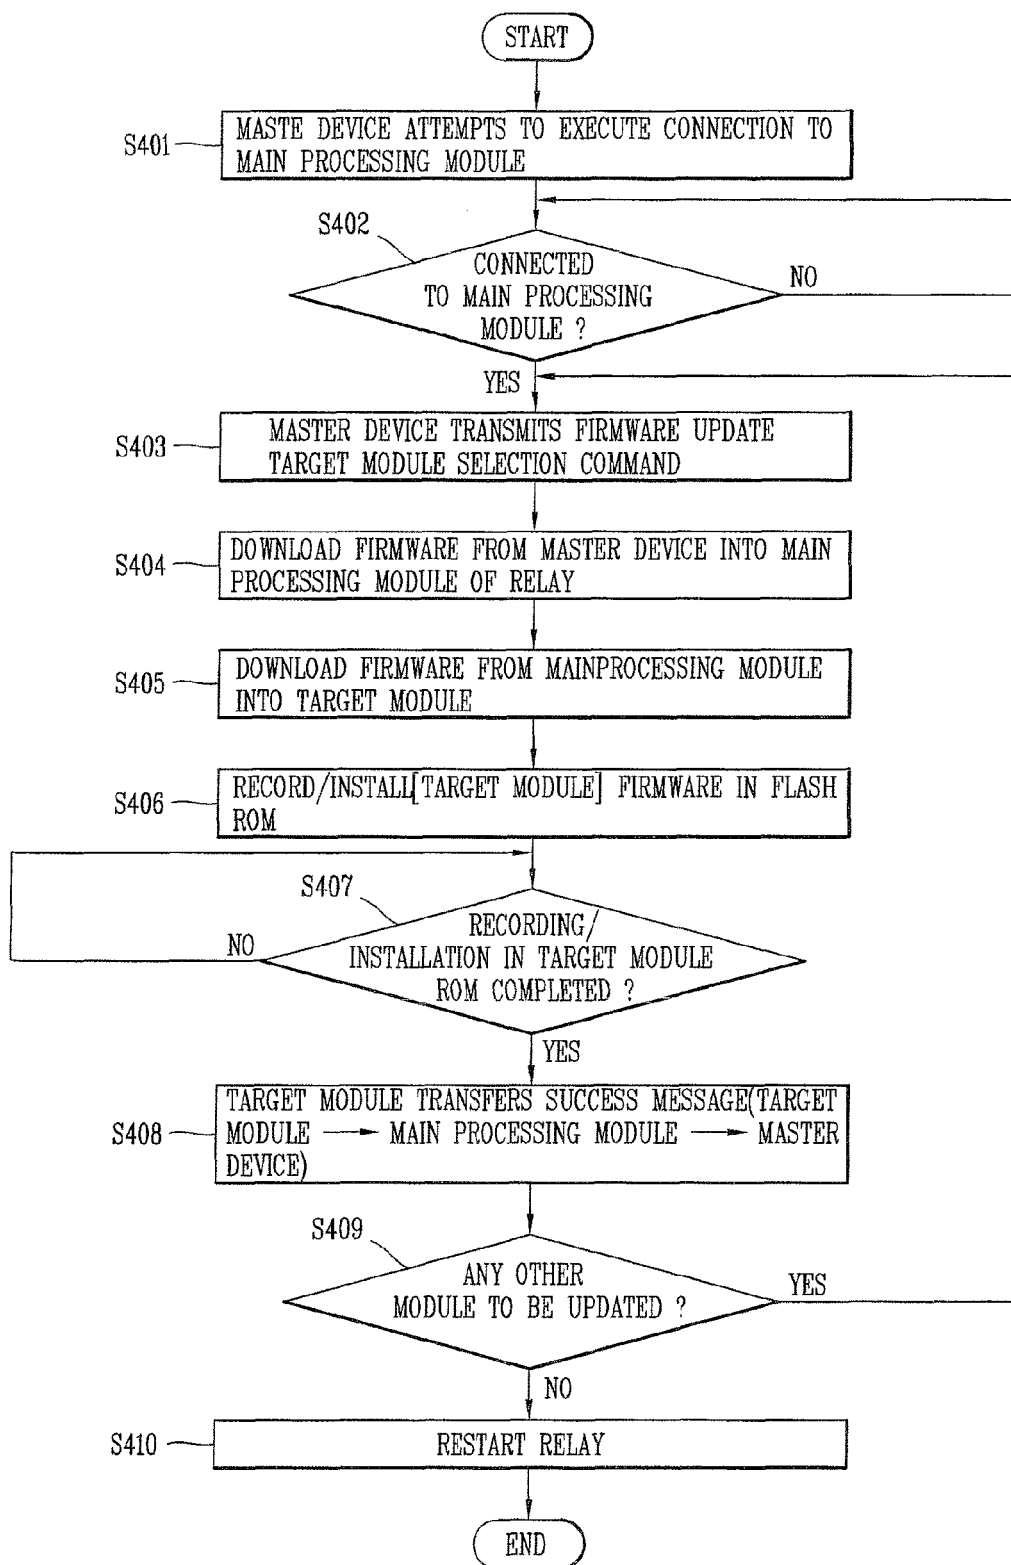 START
S401
MASTE DEVICE ATTEMPTS TO EXECUTE CONNECTION TO
MAIN PROCESSING MODULE
S402
CONNECTED
TO MAIN PROCESSING
MODULE ?
NO
YES
S403
MASTER DEVICE TRANSMITS FIRMWARE UPDATE
TARGET MODULE SELECTION COMMAND
S404
DOWNLOAD FIRMWARE FROM MASTER DEVICE INTO MAIN
PROCESSING MODULE OF RELAY
S405
DOWNLOAD FIRMWARE FROM MAINPROCESSING MODULE
INTO TARGET MODULE
S406
RECORD/INSTALL[TARGET MODULE] FIRMWARE IN FLASH
ROM
S407
RECORDING/
INSTALLATION IN TARGET MODULE
ROM COMPLETED ?
NO
YES
S408
TARGET MODULE TRANSFERS SUCCESS MESSAGE(TARGET
MODULE → MAIN PROCESSING MODULE → MASTER
DEVICE)
S409
ANY OTHER
MODULE TO BE UPDATED ?
YES
NO
S410
RESTART RELAY
END